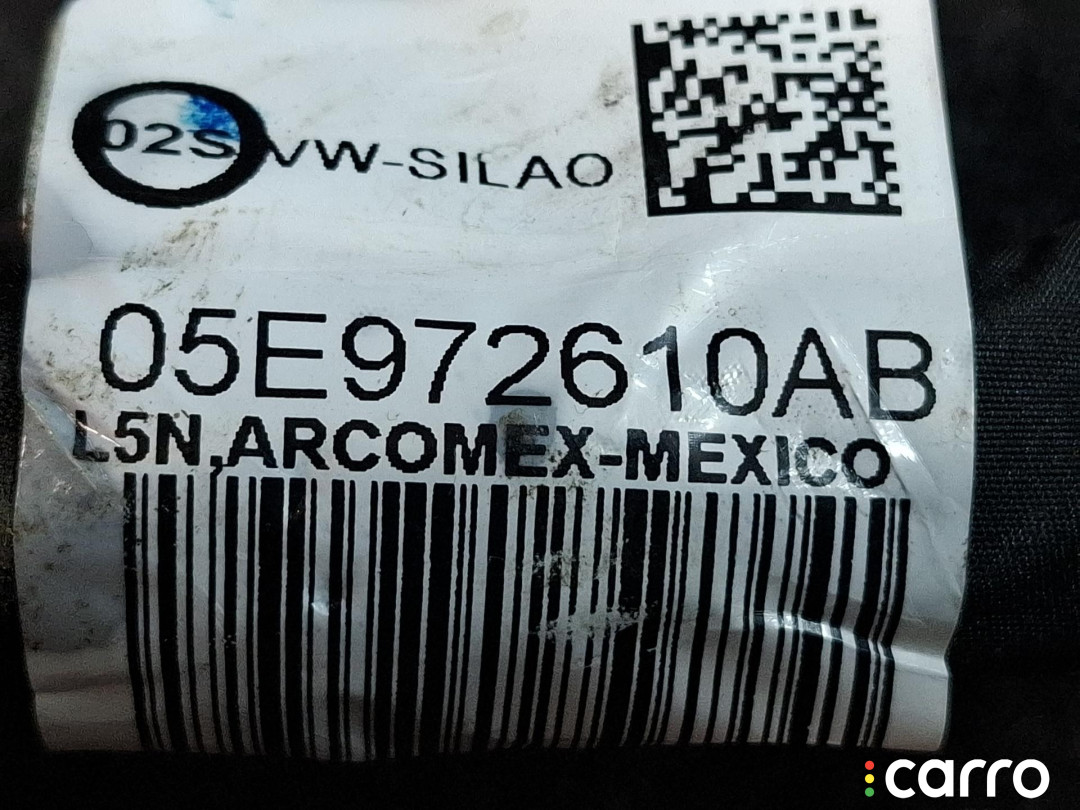 02S VW-SILAO
05E972610AB
L5N,ARCOMEX-MEXICO
carro